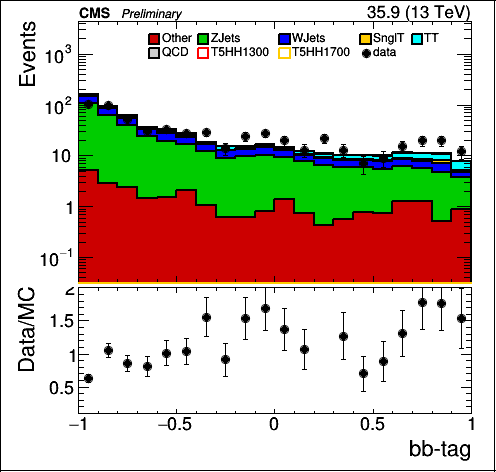 CMS Preliminary 35.9 (13 TeV)
Other ZJets WJets SnglT TT
QCD T5HH1300 T5HH1700 data
Events
10³
10²
10
1
10⁻¹
Data/MC
2
1.5
1
0.5
−1 −0.5 0 0.5 1
bb-tag